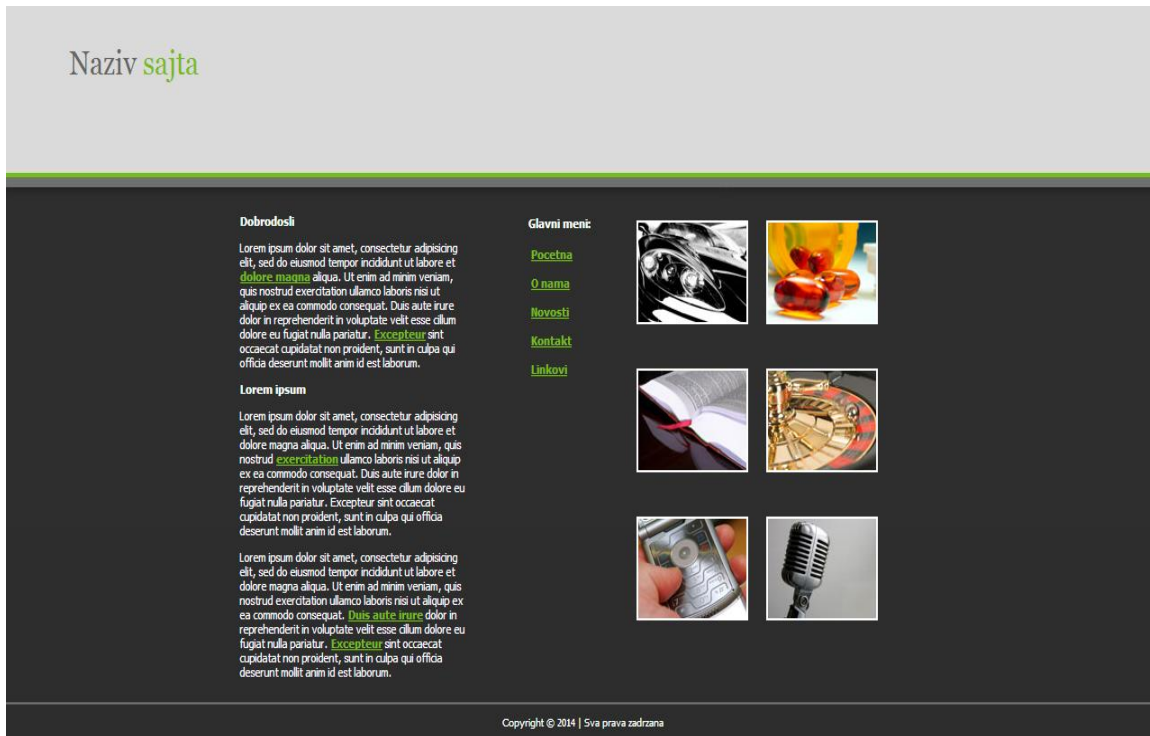 Naziv sajta
Dobrodosli
Lorem ipsum dolor sit amet, consectetur adipisicing
elit, sed do eiusmod tempor incididunt ut labore et
dolore magna aliqua. Ut enim ad minim veniam,
quis nostrud exercitation ullamco laboris nisi ut
aliquip ex ea commodo consequat. Duis aute irure
dolor in reprehenderit in voluptate velit esse cillum
dolore eu fugiat nulla pariatur. Excepteur sint
occaecat cupidatat non proident, sunt in culpa qui
officia deserunt mollit anim id est laborum.
Lorem ipsum
Lorem ipsum dolor sit amet, consectetur adipisicing
elit, sed do eiusmod tempor incididunt ut labore et
dolore magna aliqua. Ut enim ad minim veniam, quis
nostrud exercitation ullamco laboris nisi ut aliquip
ex ea commodo consequat. Duis aute irure dolor in
reprehenderit in voluptate velit esse cillum dolore eu
fugiat nulla pariatur. Excepteur sint occaecat
cupidatat non proident, sunt in culpa qui officia
deserunt mollit anim id est laborum.
Lorem ipsum dolor sit amet, consectetur adipisicing
elit, sed do eiusmod tempor incididunt ut labore et
dolore magna aliqua. Ut enim ad minim veniam, quis
nostrud exercitation ullamco laboris nisi ut aliquip ex
ea commodo consequat. Duis aute irure dolor in
reprehenderit in voluptate velit esse cillum dolore eu
fugiat nulla pariatur. Excepteur sint occaecat
cupidatat non proident, sunt in culpa qui officia
deserunt mollit anim id est laborum.
Glavni meni:
Pocetna
O nama
Novosti
Kontakt
Linkovi
Copyright © 2014 | Sva prava zadrzana